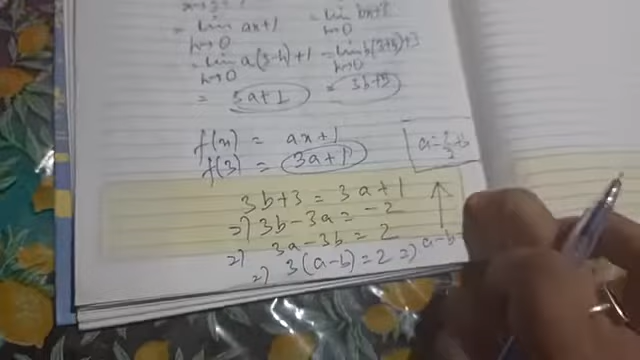 = lim ax+1 = lim bx+3
h→0 h→0
= lim a(3-h)+1 = lim b(3+h)+3
h→0 h→0
= 3a+1 = 3b+3
f(x) = ax+1
f(3) = 3a+1
3b+3 = 3a+1
=) 3b-3a = -2
=) 3a-3b = 2
=) 3(a-b) = 2 =) a-b